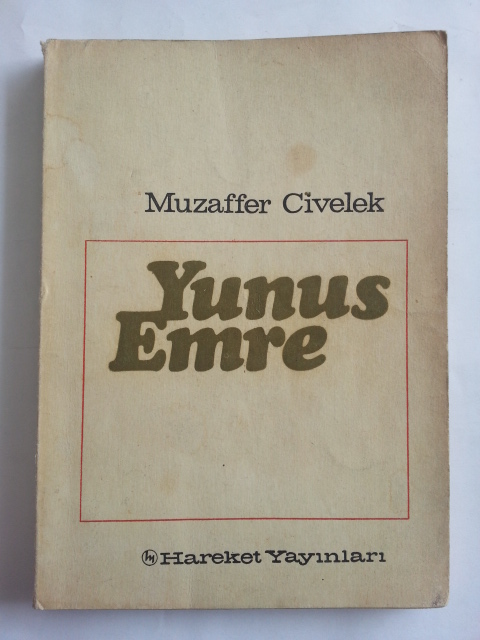 Muzaffer Civelek
Yunus
Emre
Hareket Yayınları